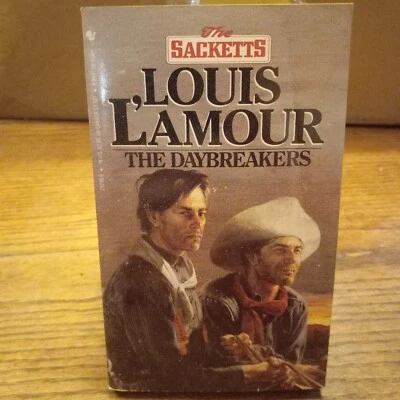 The
SACKETTS
LOUIS
L'AMOUR
THE DAYBREAKERS